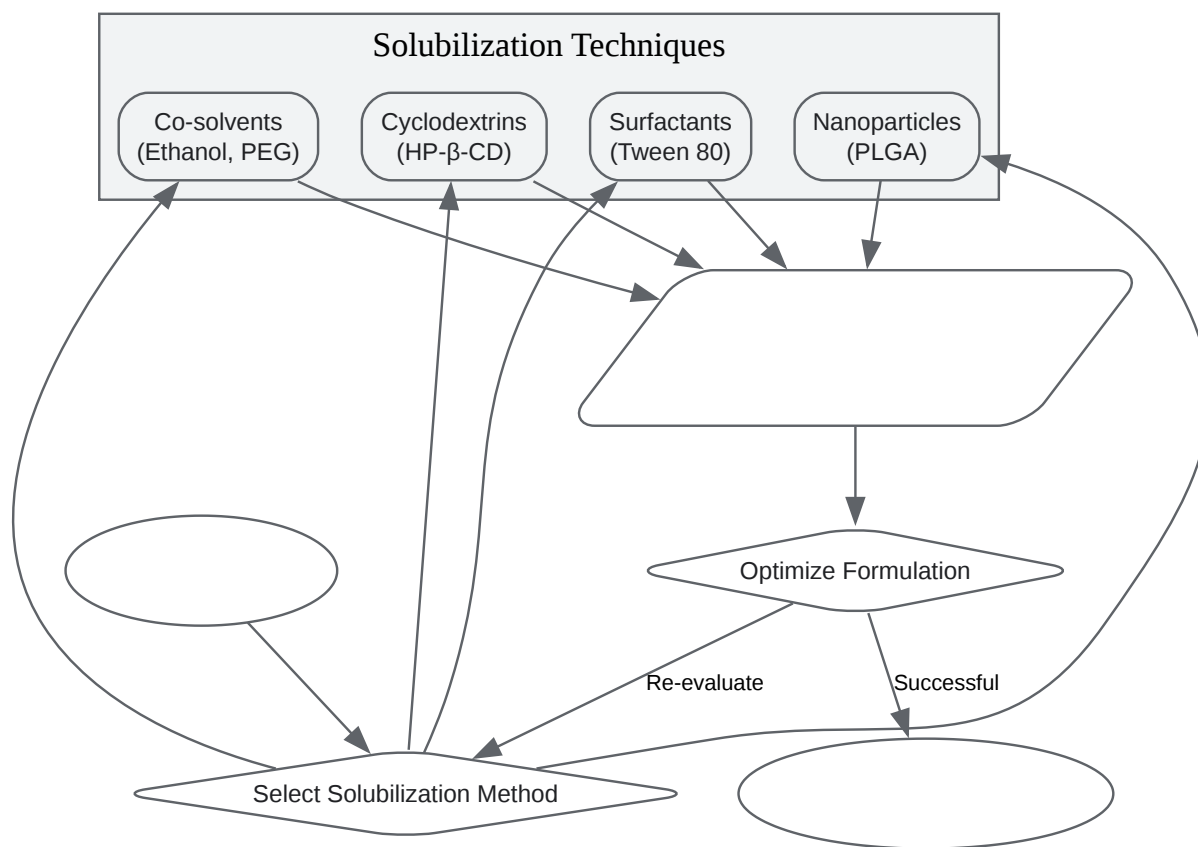 Solubilization Techniques
Co-solvents
(Ethanol, PEG)
Cyclodextrins
(HP-β-CD)
Surfactants
(Tween 80)
Nanoparticles
(PLGA)
Optimize Formulation
Re-evaluate
Successful
Select Solubilization Method